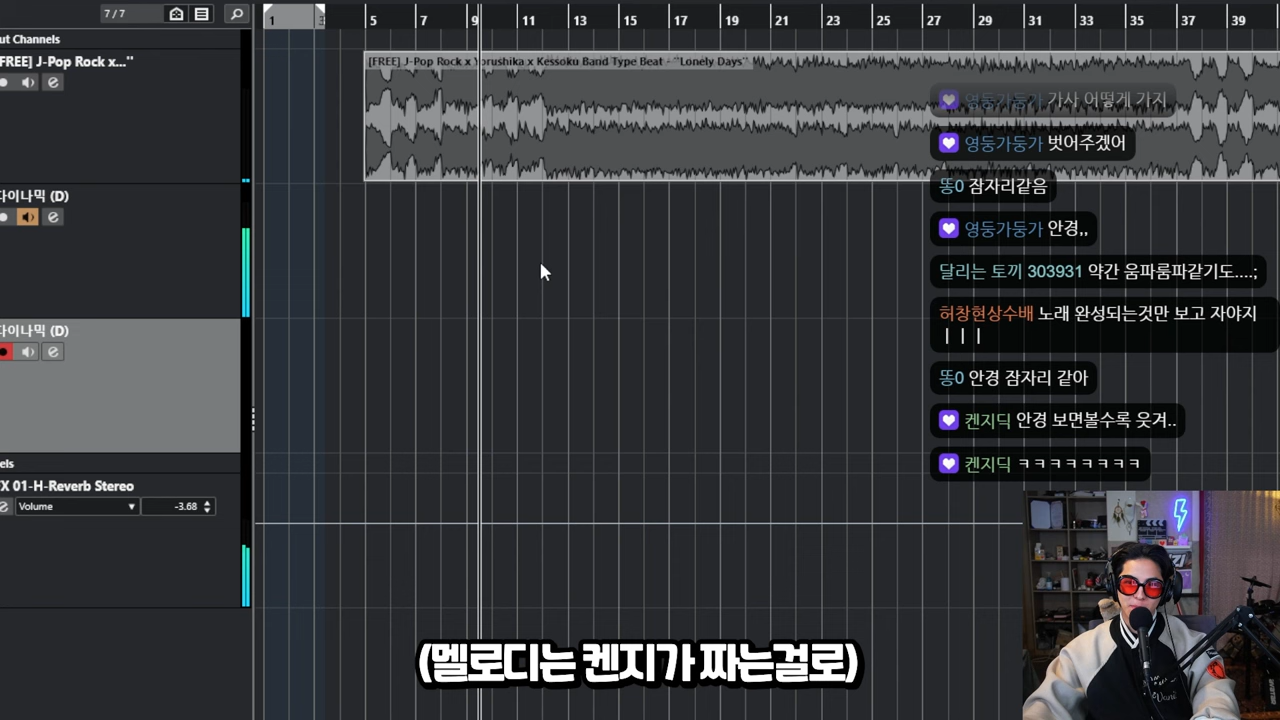 7/7
1 3 5 7 9 11 13 15 17 19 21 23 25 27 29 31 33 35 37 39
ut Channels
FREE] J-Pop Rock x..."
[FREE] J-Pop Rock x Yorushika x Kessoku Band Type Beat - "Lonely Days"
영둥가둥가 가사 어떻게 가지
영둥가둥가 벗어주겠어
똥0 잠자리같음
다이나믹 (D)
영둥가둥가 안경,,
달리는 토끼 303931 약간 움파룸파같기도....;
허창현상수배 노래 완성되는것만 보고 자야지
ㅣㅣㅣ
다이나믹 (D)
똥0 안경 잠자리 같아
켄지딕 안경 보면볼수록 웃겨..
els
켄지딕 ㅋㅋㅋㅋㅋㅋㅋㅋ
X 01-H-Reverb Stereo
Volume -3.68
(멜로디는 켄지가 짜는걸로)